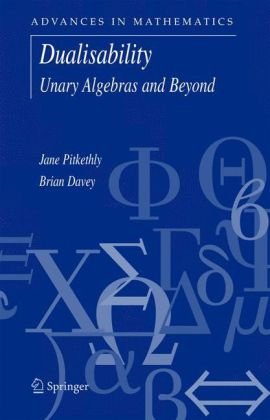 ADVANCES IN MATHEMATICS
Dualisability
Unary Algebras and Beyond
Jane Pitkethly
Brian Davey
Springer